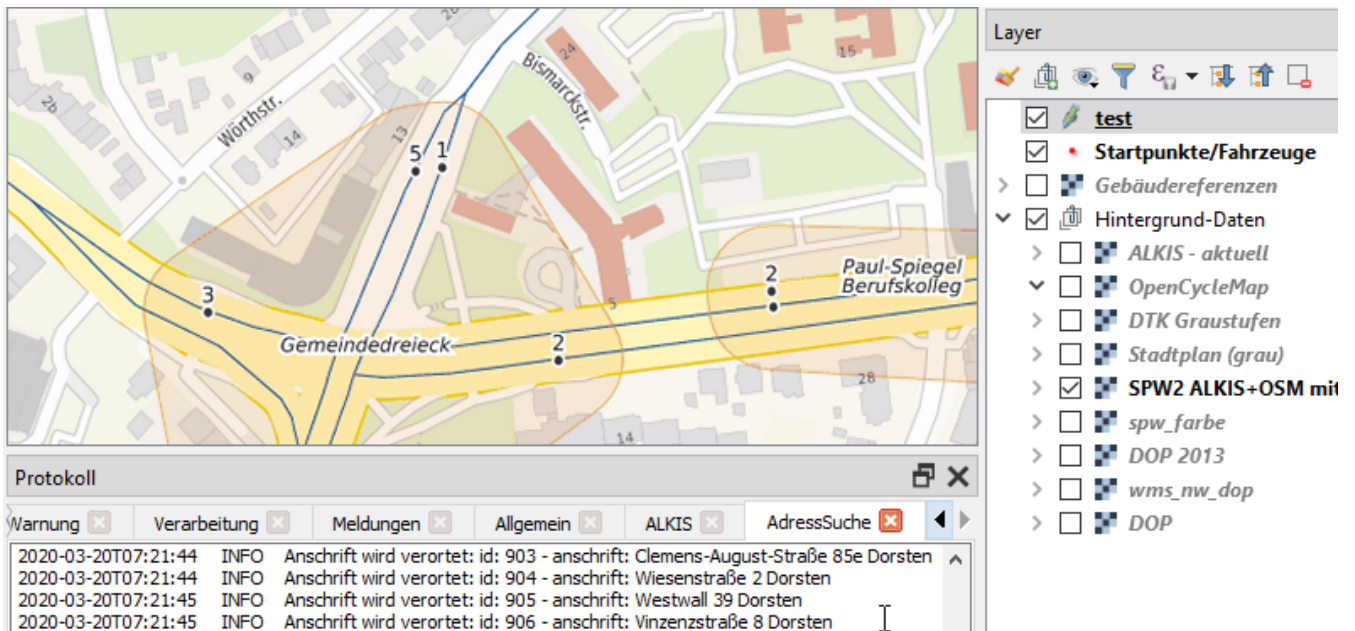 24
15
Bismarckstr.
9
2b
Wörthstr.
14
13
5
1
2
Paul-Spiegel
Berufskolleg
3
5
Gemeindedreieck
2
28
14
Layer
test
Startpunkte/Fahrzeuge
Gebäudereferenzen
Hintergrund-Daten
ALKIS - aktuell
OpenCycleMap
DTK Graustufen
Stadtplan (grau)
SPW2 ALKIS+OSM mit
spw_farbe
DOP 2013
wms_nw_dop
DOP
Protokoll
Warnung Verarbeitung Meldungen Allgemein ALKIS AdressSuche
2020-03-20T07:21:44 INFO Anschrift wird verortet: id: 903 - anschrift: Clemens-August-Straße 85e Dorsten
2020-03-20T07:21:44 INFO Anschrift wird verortet: id: 904 - anschrift: Wiesenstraße 2 Dorsten
2020-03-20T07:21:45 INFO Anschrift wird verortet: id: 905 - anschrift: Westwall 39 Dorsten
2020-03-20T07:21:45 INFO Anschrift wird verortet: id: 906 - anschrift: Vinzenzstraße 8 Dorsten